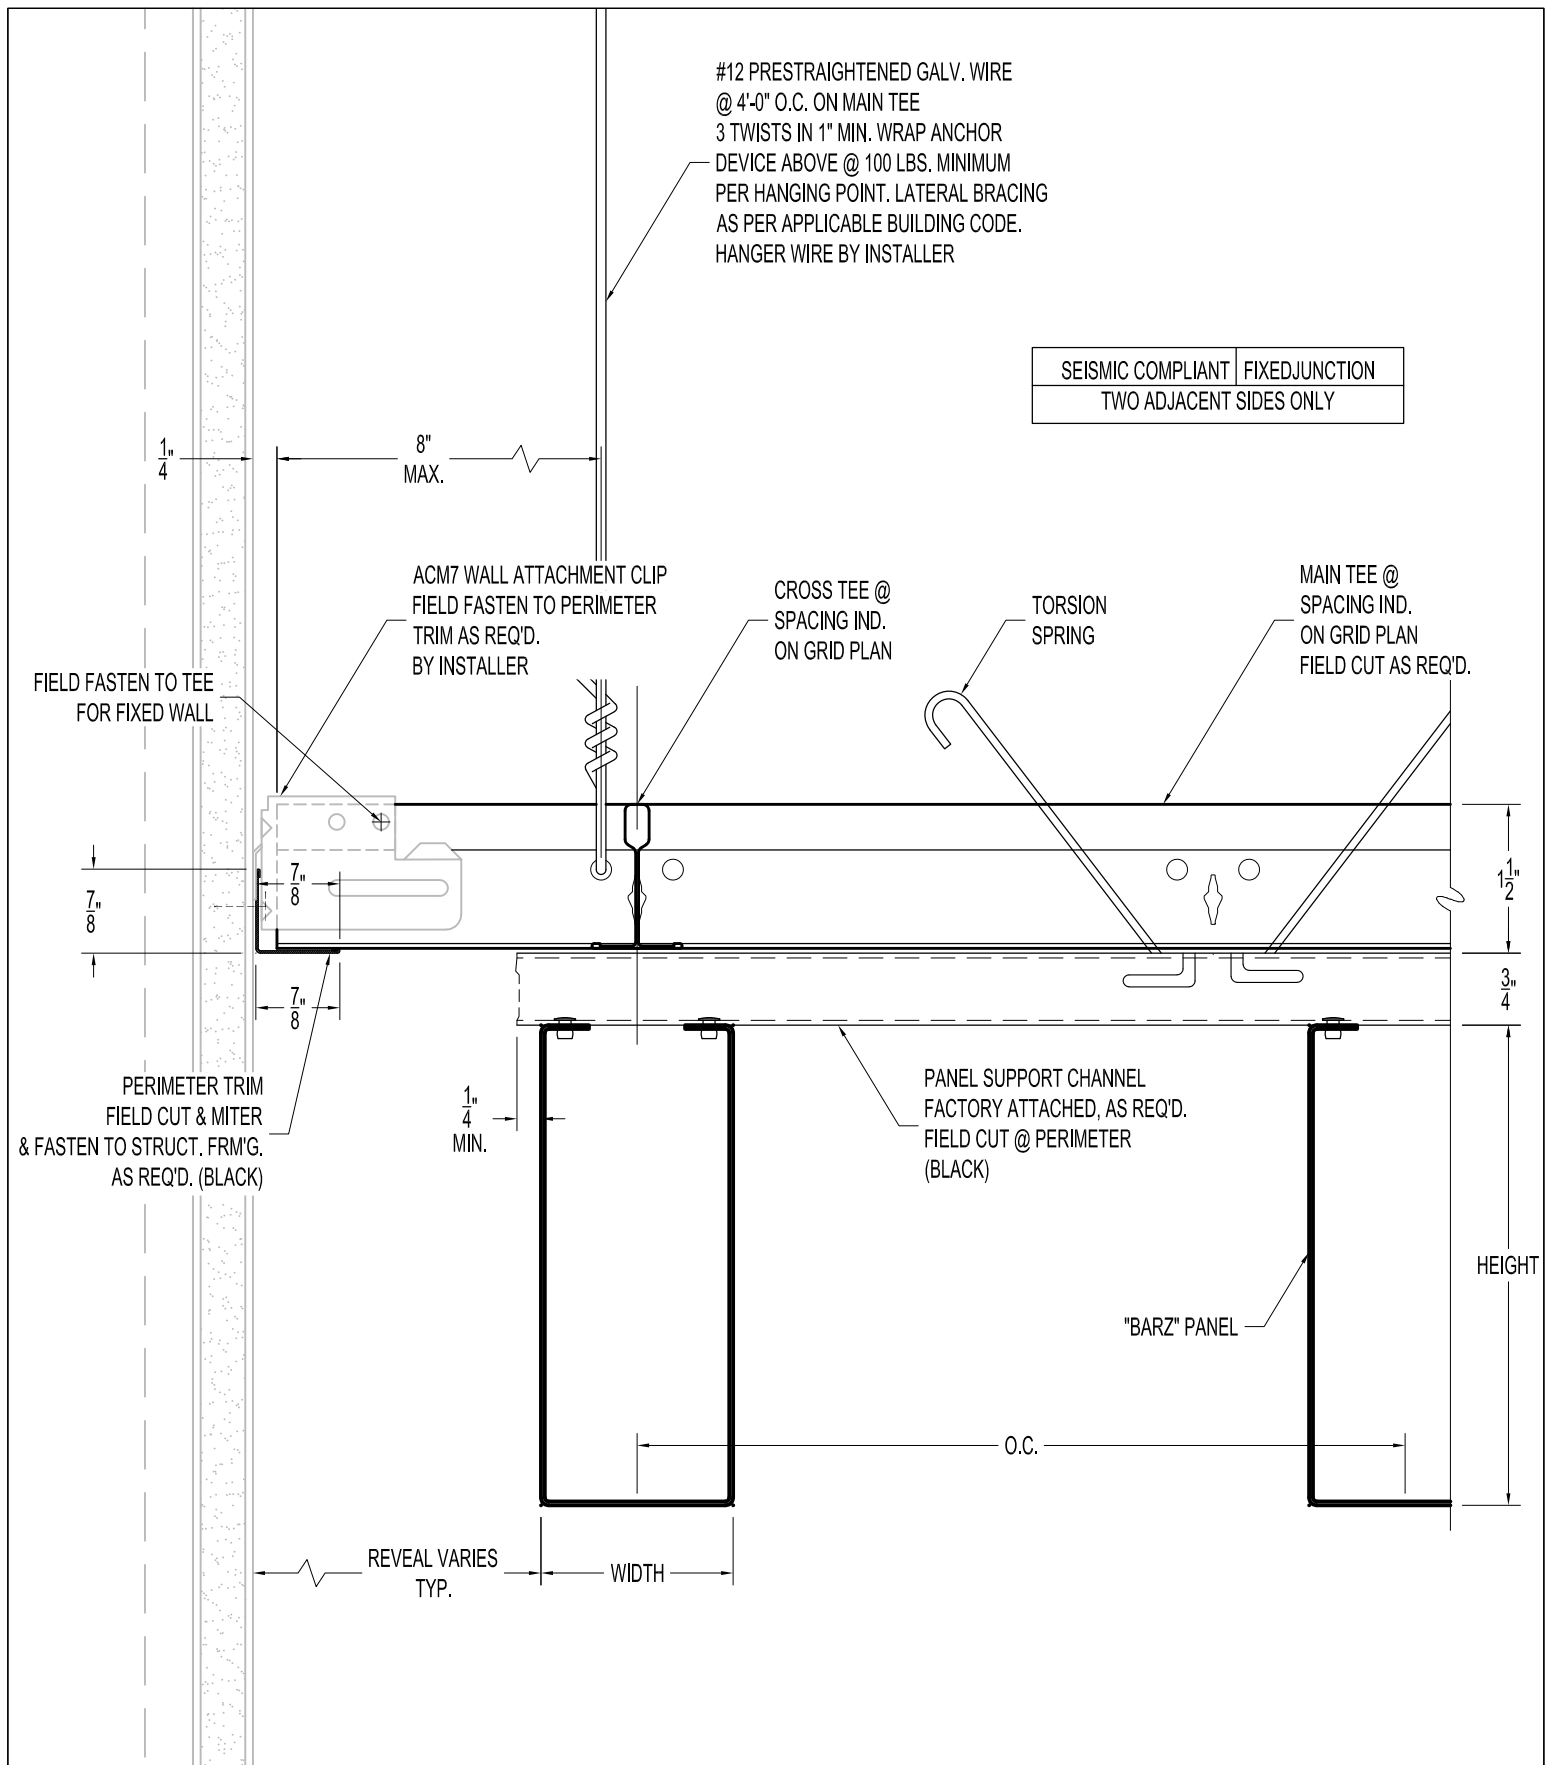 #12 PRESTRAIGHTENED GALV. WIRE
@ 4'-0" O.C. ON MAIN TEE
3 TWISTS IN 1" MIN. WRAP ANCHOR
DEVICE ABOVE @ 100 LBS. MINIMUM
PER HANGING POINT. LATERAL BRACING
AS PER APPLICABLE BUILDING CODE.
HANGER WIRE BY INSTALLER
SEISMIC COMPLIANT FIXEDJUNCTION
TWO ADJACENT SIDES ONLY
1/4"
8"
MAX.
ACM7 WALL ATTACHMENT CLIP
FIELD FASTEN TO PERIMETER
TRIM AS REQ'D.
BY INSTALLER
CROSS TEE @
SPACING IND.
ON GRID PLAN
TORSION
SPRING
MAIN TEE @
SPACING IND.
ON GRID PLAN
FIELD CUT AS REQ'D.
FIELD FASTEN TO TEE
FOR FIXED WALL
7/8"
7/8"
1 1/2"
7/8"
3/4"
PERIMETER TRIM
FIELD CUT & MITER
& FASTEN TO STRUCT. FRM'G.
AS REQ'D. (BLACK)
1/4"
MIN.
PANEL SUPPORT CHANNEL
FACTORY ATTACHED, AS REQ'D.
FIELD CUT @ PERIMETER
(BLACK)
HEIGHT
"BARZ" PANEL
O.C.
REVEAL VARIES
TYP.
WIDTH